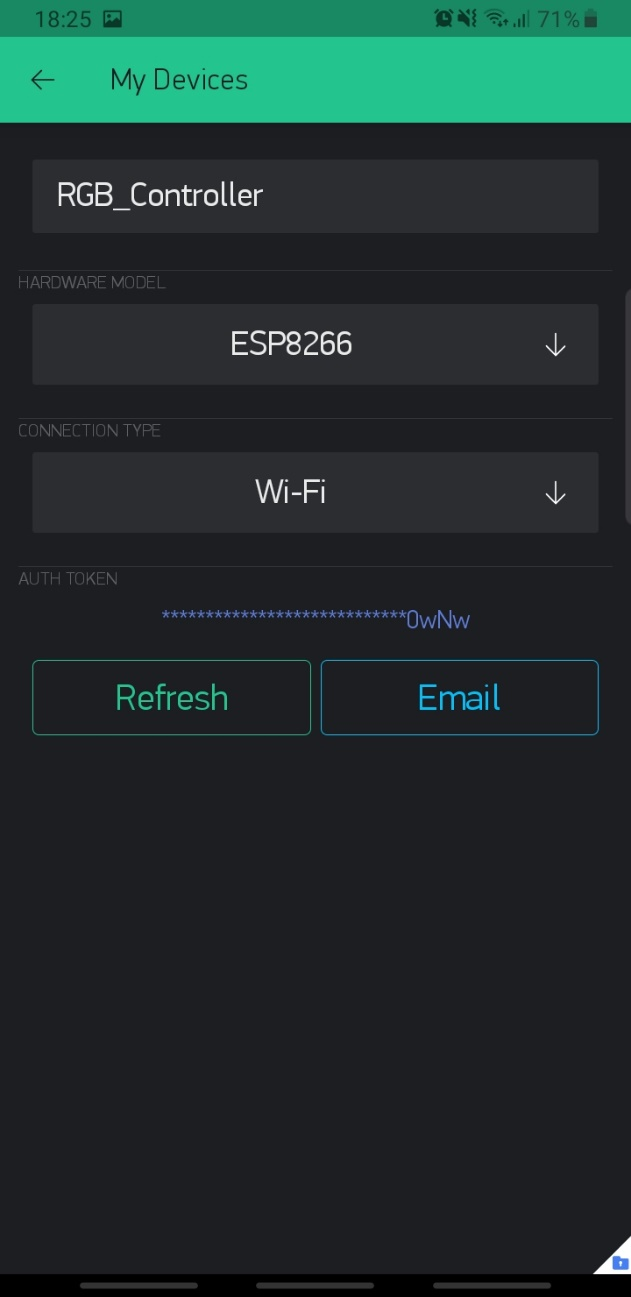 18:25 71%
My Devices
RGB_Controller
HARDWARE MODEL
ESP8266
CONNECTION TYPE
Wi-Fi
AUTH TOKEN
****************************0wNw
Refresh Email